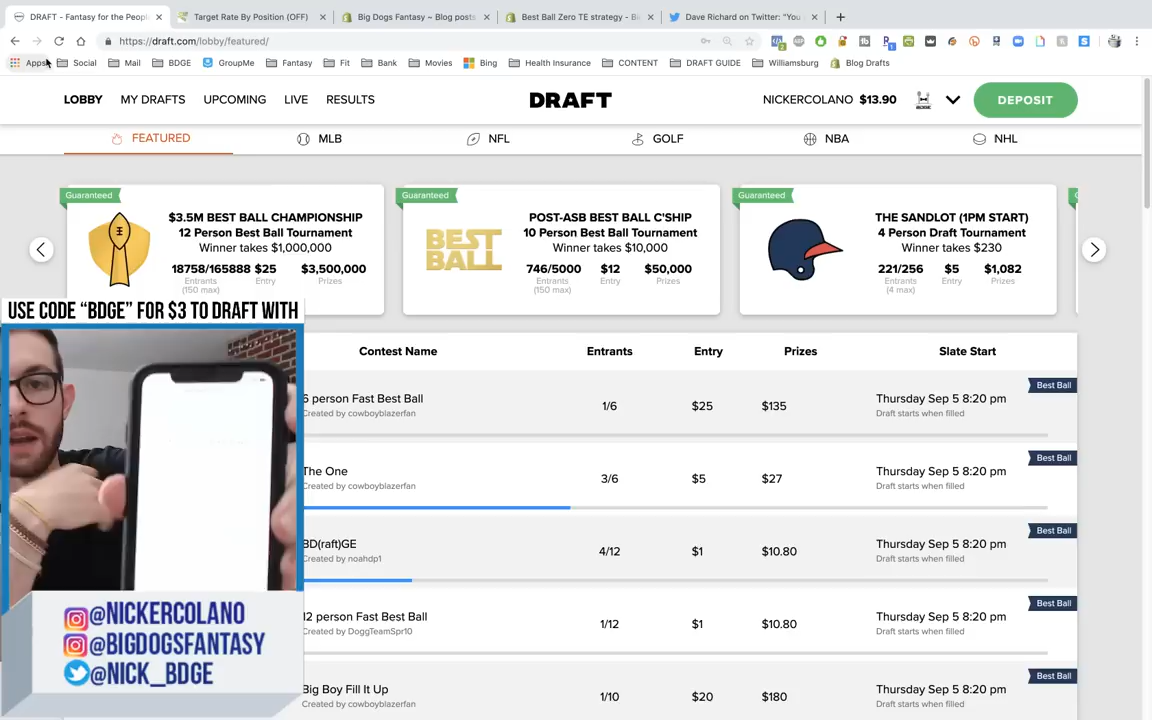 DRAFT - Fantasy for the Peopl
Target Rate By Position (OFF)
Big Dogs Fantasy ~ Blog posts
Best Ball Zero TE strategy - Bi
Dave Richard on Twitter: "You
https://draft.com/lobby/featured/
Apps Social Mail BDGE GroupMe Fantasy Fit Bank Movies Bing Health Insurance CONTENT DRAFT GUIDE Williamsburg Blog Drafts
LOBBY MY DRAFTS UPCOMING LIVE RESULTS DRAFT NICKERCOLANO $13.90 DEPOSIT
FEATURED MLB NFL GOLF NBA NHL
Guaranteed
$3.5M BEST BALL CHAMPIONSHIP
12 Person Best Ball Tournament
Winner takes $1,000,000
18758/165888 $25 $3,500,000
Entrants Entry Prizes
(150 max)
Guaranteed
BEST
BALL
POST-ASB BEST BALL C'SHIP
10 Person Best Ball Tournament
Winner takes $10,000
746/5000 $12 $50,000
Entrants Entry Prizes
(150 max)
Guaranteed
THE SANDLOT (1PM START)
4 Person Draft Tournament
Winner takes $230
221/256 $5 $1,082
Entrants Entry Prizes
(4 max)
USE CODE "BDGE" FOR $3 TO DRAFT WITH
Contest Name Entrants Entry Prizes Slate Start
Best Ball
6 person Fast Best Ball 1/6 $25 $135 Thursday Sep 5 8:20 pm
Created by cowboyblazerfan Draft starts when filled
Best Ball
The One 3/6 $5 $27 Thursday Sep 5 8:20 pm
Created by cowboyblazerfan Draft starts when filled
Best Ball
BD(raft)GE 4/12 $1 $10.80 Thursday Sep 5 8:20 pm
Created by noahdp1 Draft starts when filled
Best Ball
12 person Fast Best Ball 1/12 $1 $10.80 Thursday Sep 5 8:20 pm
Created by DoggTeamSpr10 Draft starts when filled
Best Ball
Big Boy Fill It Up 1/10 $20 $180 Thursday Sep 5 8:20 pm
Created by cowboyblazerfan Draft starts when filled
@NICKERCOLANO
@BIGDOGSFANTASY
@NICK_BDGE